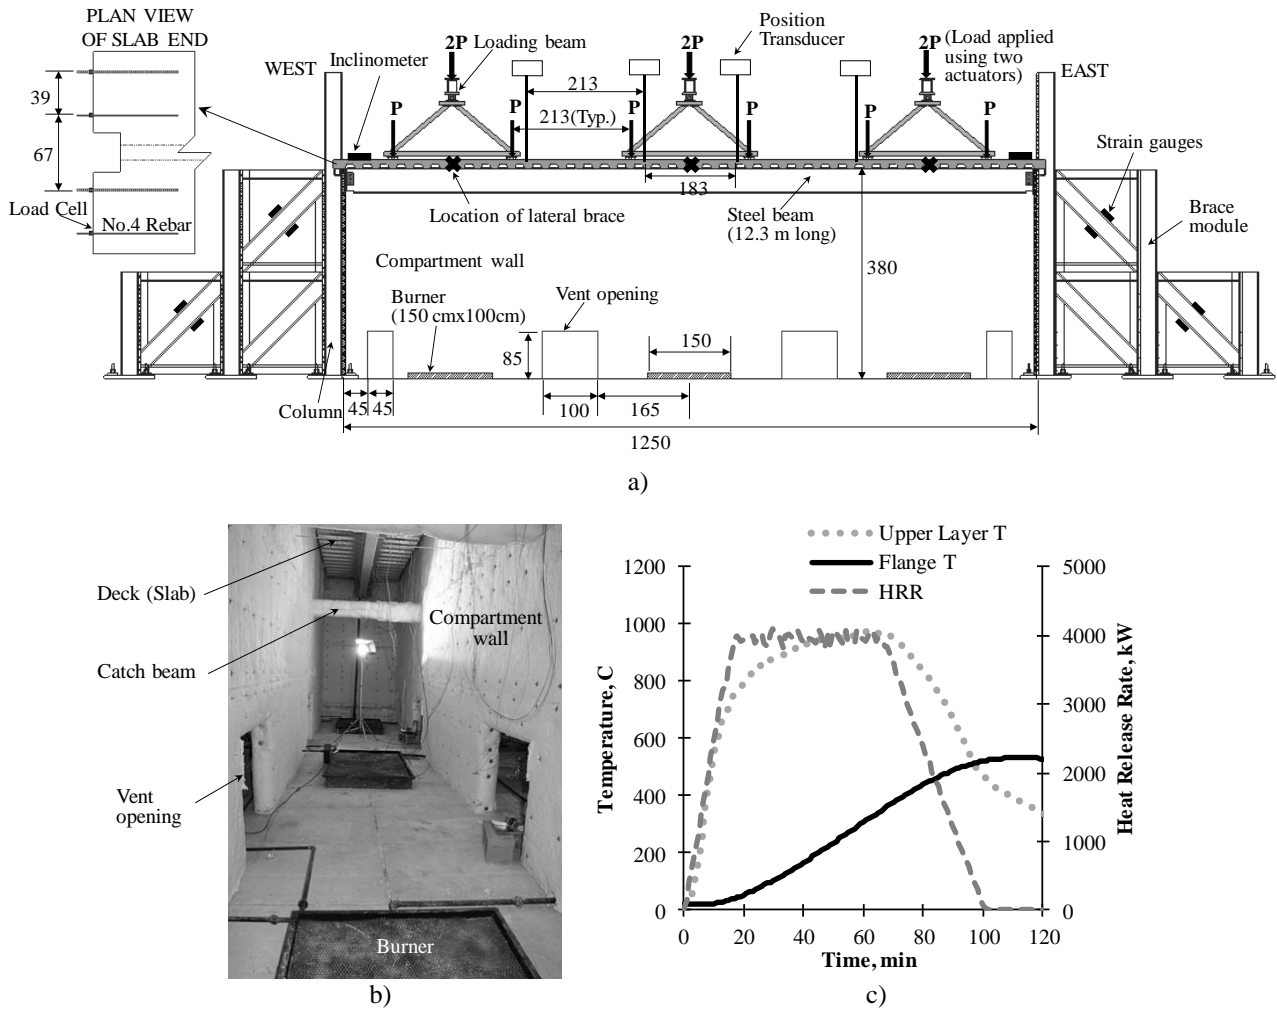 PLAN VIEW
OF SLAB END
39
67
Load Cell
No.4 Rebar
WEST
Inclinometer
2P
Loading beam
Position
Transducer
2P
2P
(Load applied
using two
actuators)
EAST
213
P
P
213(Typ.)
P
P
P
P
Strain gauges
183
Location of lateral brace
Steel beam
(12.3 m long)
Brace
module
380
Compartment wall
Burner
(150 cmx100cm)
Vent opening
85
150
Column
45
45
100
165
1250
a)
Deck (Slab)
Catch beam
Compartment
wall
Vent
opening
Burner
b)
Upper Layer T
Flange T
HRR
1200
1000
800
600
400
200
0
Temperature, C
5000
4000
3000
2000
1000
0
Heat Release Rate, kW
0
20
40
60
80
100
120
Time, min
c)